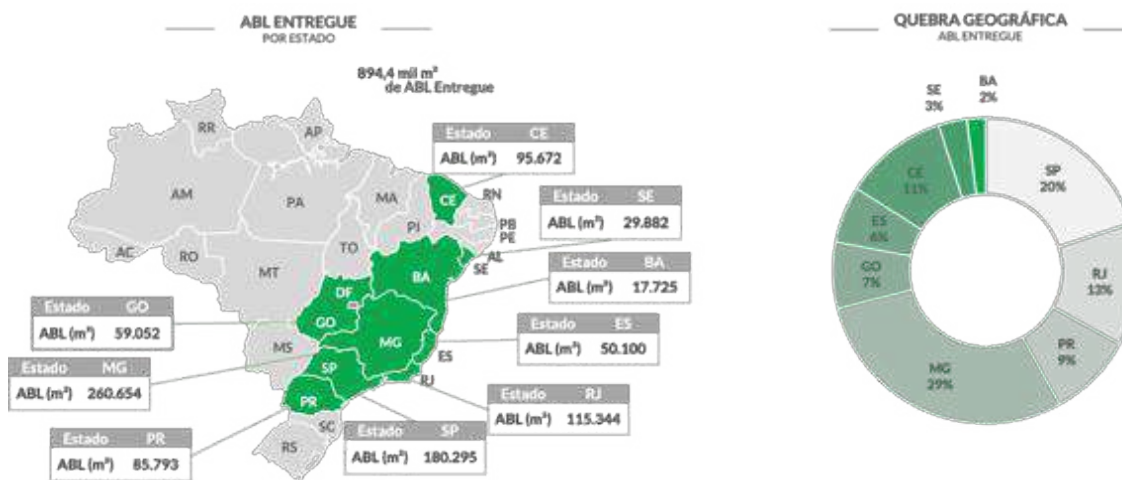 ABL ENTREGUE
POR ESTADO
894,4 mil m²
de ABL Entregue
RR
AP
AM
PA
MA
CE
RN
PB
PE
PI
AL
SE
AC
RO
TO
MT
BA
DF
GO
MG
MS
ES
SP
RJ
PR
SC
RS
Estado CE
ABL (m²) 95.672
Estado SE
ABL (m²) 29.882
Estado BA
ABL (m²) 17.725
Estado GO
ABL (m²) 59.052
Estado ES
ABL (m²) 50.100
Estado MG
ABL (m²) 260.654
Estado RJ
ABL (m²) 115.344
Estado PR
ABL (m²) 85.793
Estado SP
ABL (m²) 180.295
QUEBRA GEOGRÁFICA
ABL ENTREGUE
SE
3%
BA
2%
SP
20%
CE
11%
ES
6%
GO
7%
RJ
13%
PR
9%
MG
29%